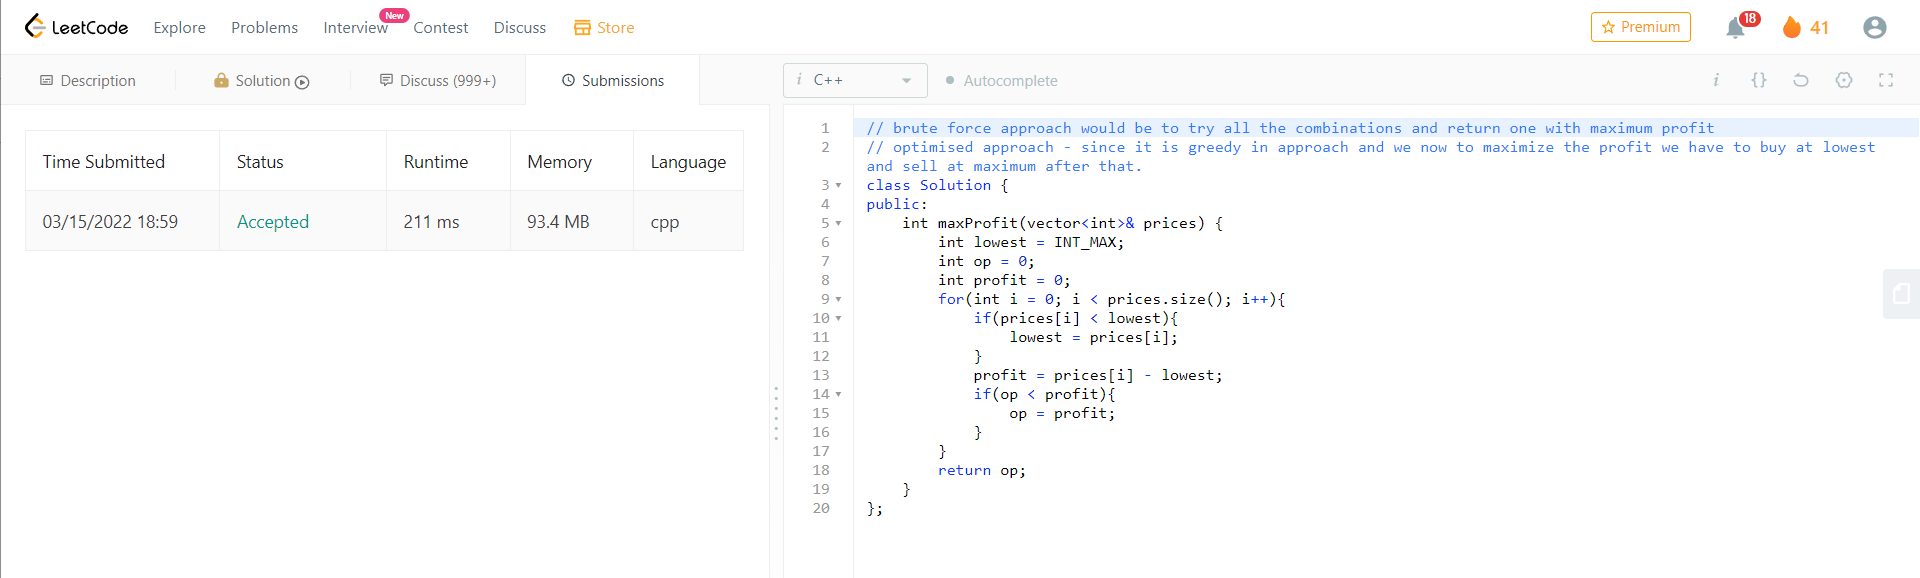 LeetCode Explore Problems Interview New Contest Discuss Store Premium 18 41
Description Solution Discuss (999+) Submissions i C++ Autocomplete i {}
Time Submitted Status Runtime Memory Language
03/15/2022 18:59 Accepted 211 ms 93.4 MB cpp
1 // brute force approach would be to try all the combinations and return one with maximum profit
2 // optimised approach - since it is greedy in approach and we now to maximize the profit we have to buy at lowest
and sell at maximum after that.
3 class Solution {
4 public:
5 int maxProfit(vector<int>& prices) {
6 int lowest = INT_MAX;
7 int op = 0;
8 int profit = 0;
9 for(int i = 0; i < prices.size(); i++){
10 if(prices[i] < lowest){
11 lowest = prices[i];
12 }
13 profit = prices[i] - lowest;
14 if(op < profit){
15 op = profit;
16 }
17 }
18 return op;
19 }
20 };